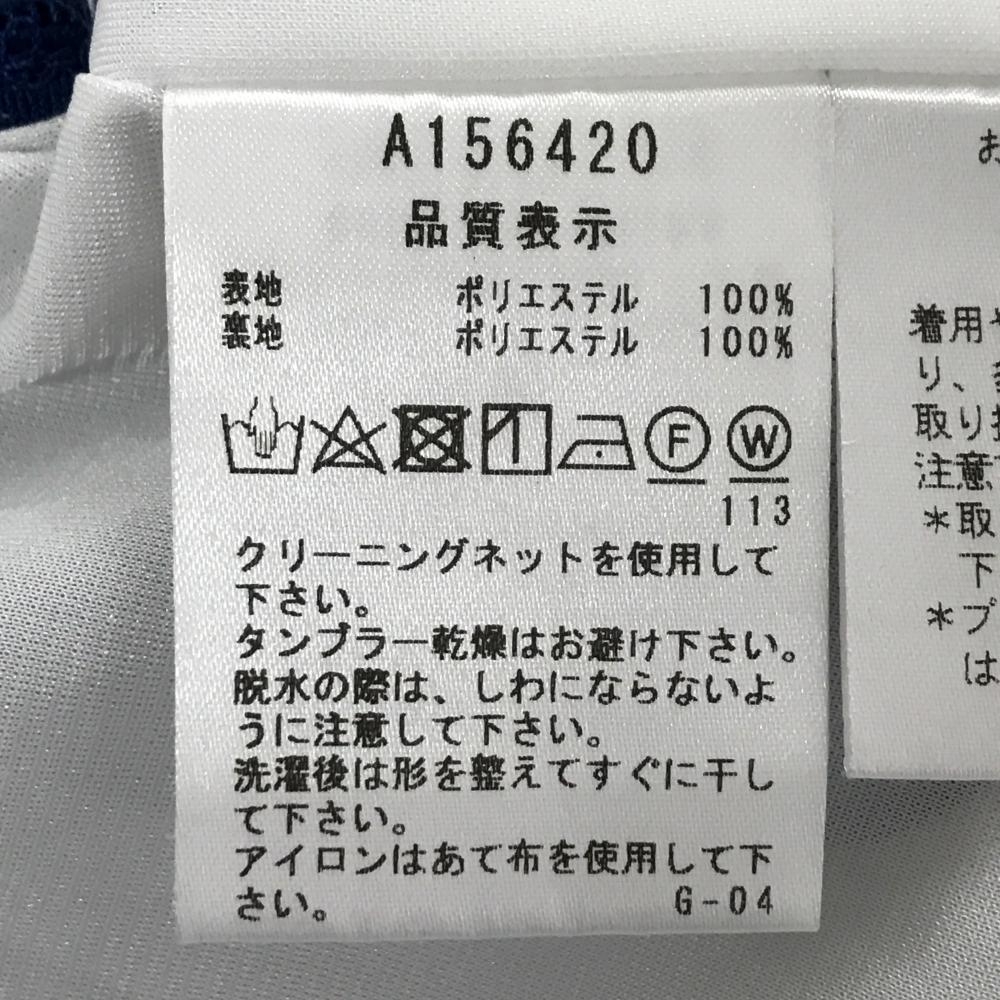 A156420
品質表示
表地 ポリエステル 100%
裏地 ポリエステル 100%
F W
113
クリーニングネットを使用して
下さい。
タンブラー乾燥はお避け下さい。
脱水の際は、しわにならないよ
うに注意して下さい。
洗濯後は形を整えてすぐに干し
て下さい。
アイロンはあて布を使用して下
さい。 G-04
お
着用
り、
取り
注意
*取
下
*プ
は